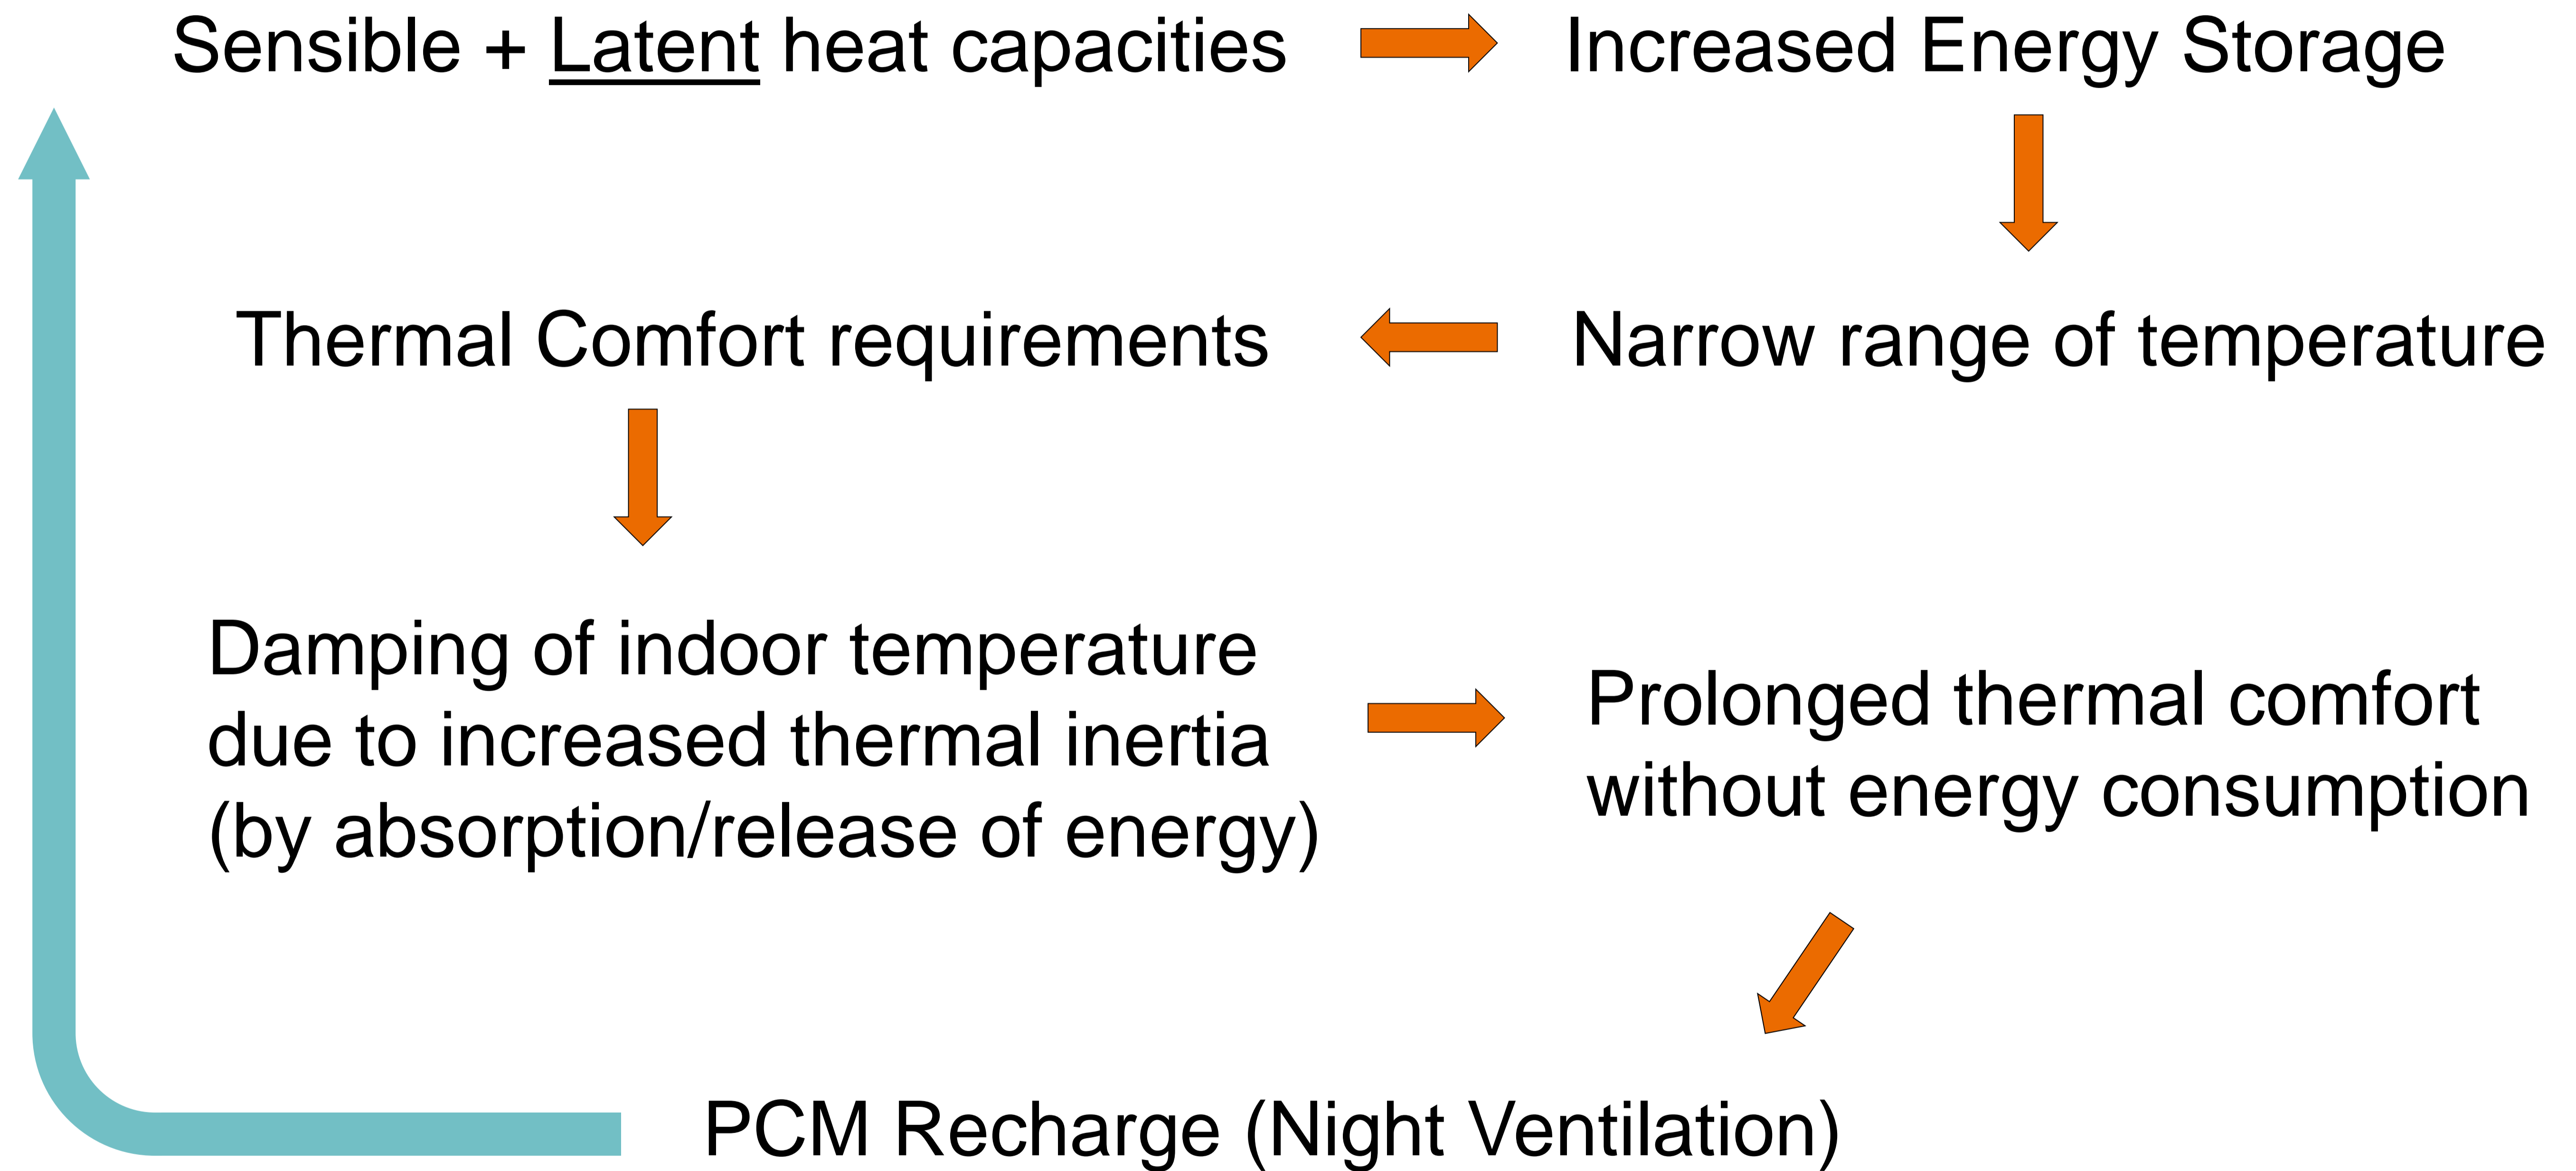 Sensible + Latent heat capacities
Increased Energy Storage
Thermal Comfort requirements
Narrow range of temperature
Damping of indoor temperature
due to increased thermal inertia
(by absorption/release of energy)
Prolonged thermal comfort
without energy consumption
PCM Recharge (Night Ventilation)